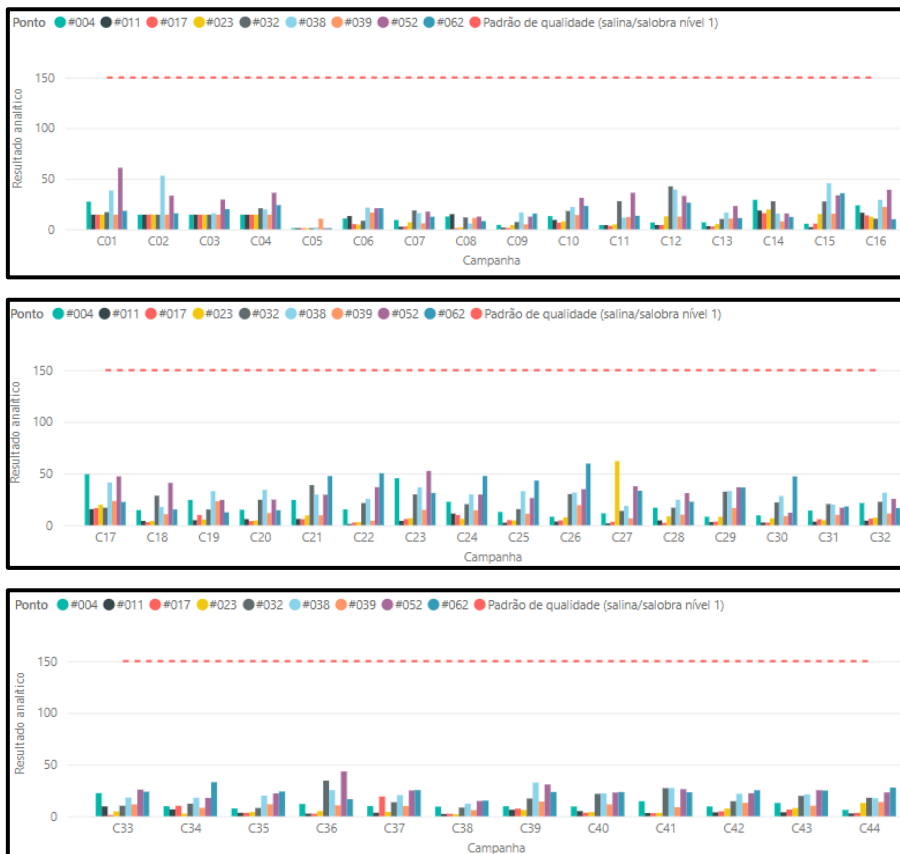 Ponto #004 #011 #017 #023 #032 #038 #039 #052 #062 Padrão de qualidade (salina/salobra nível 1)
150
100
50
0
Resultado analítico
C01 C02 C03 C04 C05 C06 C07 C08 C09 C10 C11 C12 C13 C14 C15 C16
Campanha
Ponto #004 #011 #017 #023 #032 #038 #039 #052 #062 Padrão de qualidade (salina/salobra nível 1)
150
100
50
0
Resultado analítico
C17 C18 C19 C20 C21 C22 C23 C24 C25 C26 C27 C28 C29 C30 C31 C32
Campanha
Ponto #004 #011 #017 #023 #032 #038 #039 #052 #062 Padrão de qualidade (salina/salobra nível 1)
150
100
50
0
Resultado analítico
C33 C34 C35 C36 C37 C38 C39 C40 C41 C42 C43 C44
Campanha